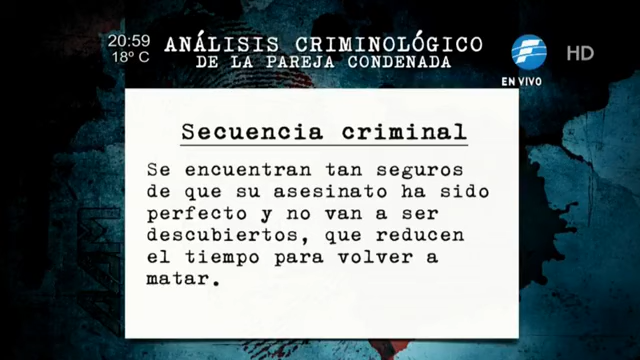 20:59
18° C
ANÁLISIS CRIMINOLÓGICO
DE LA PAREJA CONDENADA
HD
EN VIVO
Secuencia criminal
Se encuentran tan seguros
de que su asesinato ha sido
perfecto y no van a ser
descubiertos, que reducen
el tiempo para volver a
matar.